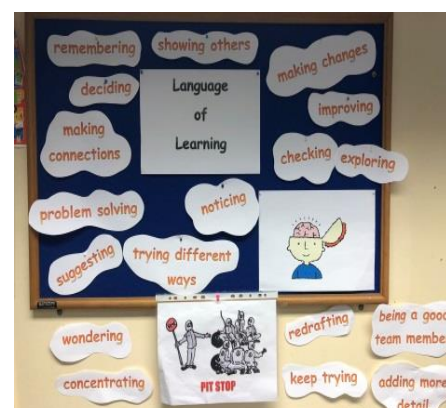 remembering
showing others
making changes
deciding
Language
of
Learning
improving
making
connections
checking
exploring
problem solving
noticing
suggesting
trying different
ways
wondering
PIT STOP
redrafting
being a good
team membe
concentrating
keep trying
adding more
detail